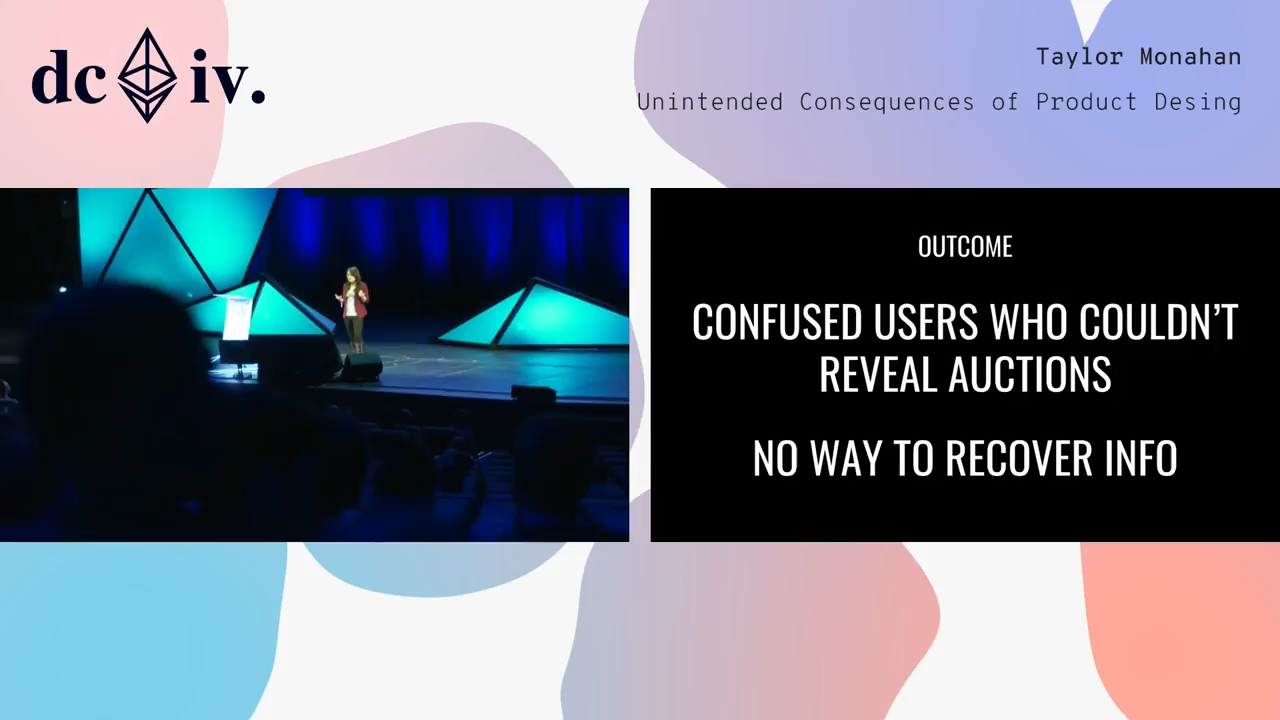 dc iv.
Taylor Monahan
Unintended Consequences of Product Desing
OUTCOME
CONFUSED USERS WHO COULDN'T
REVEAL AUCTIONS
NO WAY TO RECOVER INFO